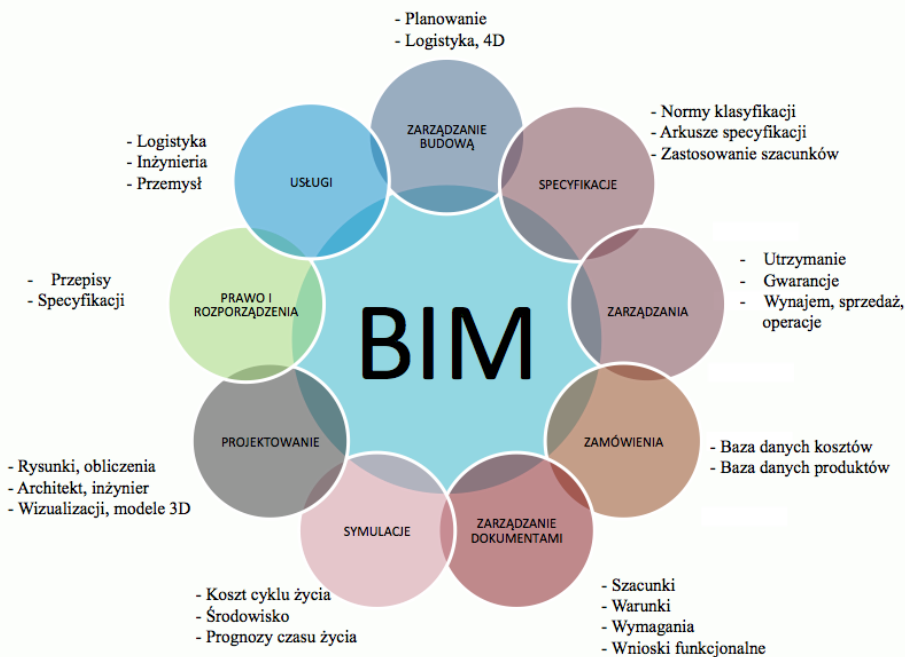 - Planowanie
- Logistyka, 4D
ZARZĄDZANIE
BUDOWĄ
- Normy klasyfikacji
- Arkusze specyfikacji
- Zastosowanie szacunków
SPECYFIKACJE
- Utrzymanie
- Gwarancje
- Wynajem, sprzedaż,
operacje
ZARZĄDZANIA
ZAMÓWIENIA
- Baza danych kosztów
- Baza danych produktów
ZARZĄDZANIE
DOKUMENTAMI
- Szacunki
- Warunki
- Wymagania
- Wnioski funkcjonalne
SYMULACJE
- Koszt cyklu życia
- Środowisko
- Prognozy czasu życia
PROJEKTOWANIE
- Rysunki, obliczenia
- Architekt, inżynier
- Wizualizacji, modele 3D
PRAWO I
ROZPORZĄDZENIA
- Przepisy
- Specyfikacji
USŁUGI
- Logistyka
- Inżynieria
- Przemysł
BIM